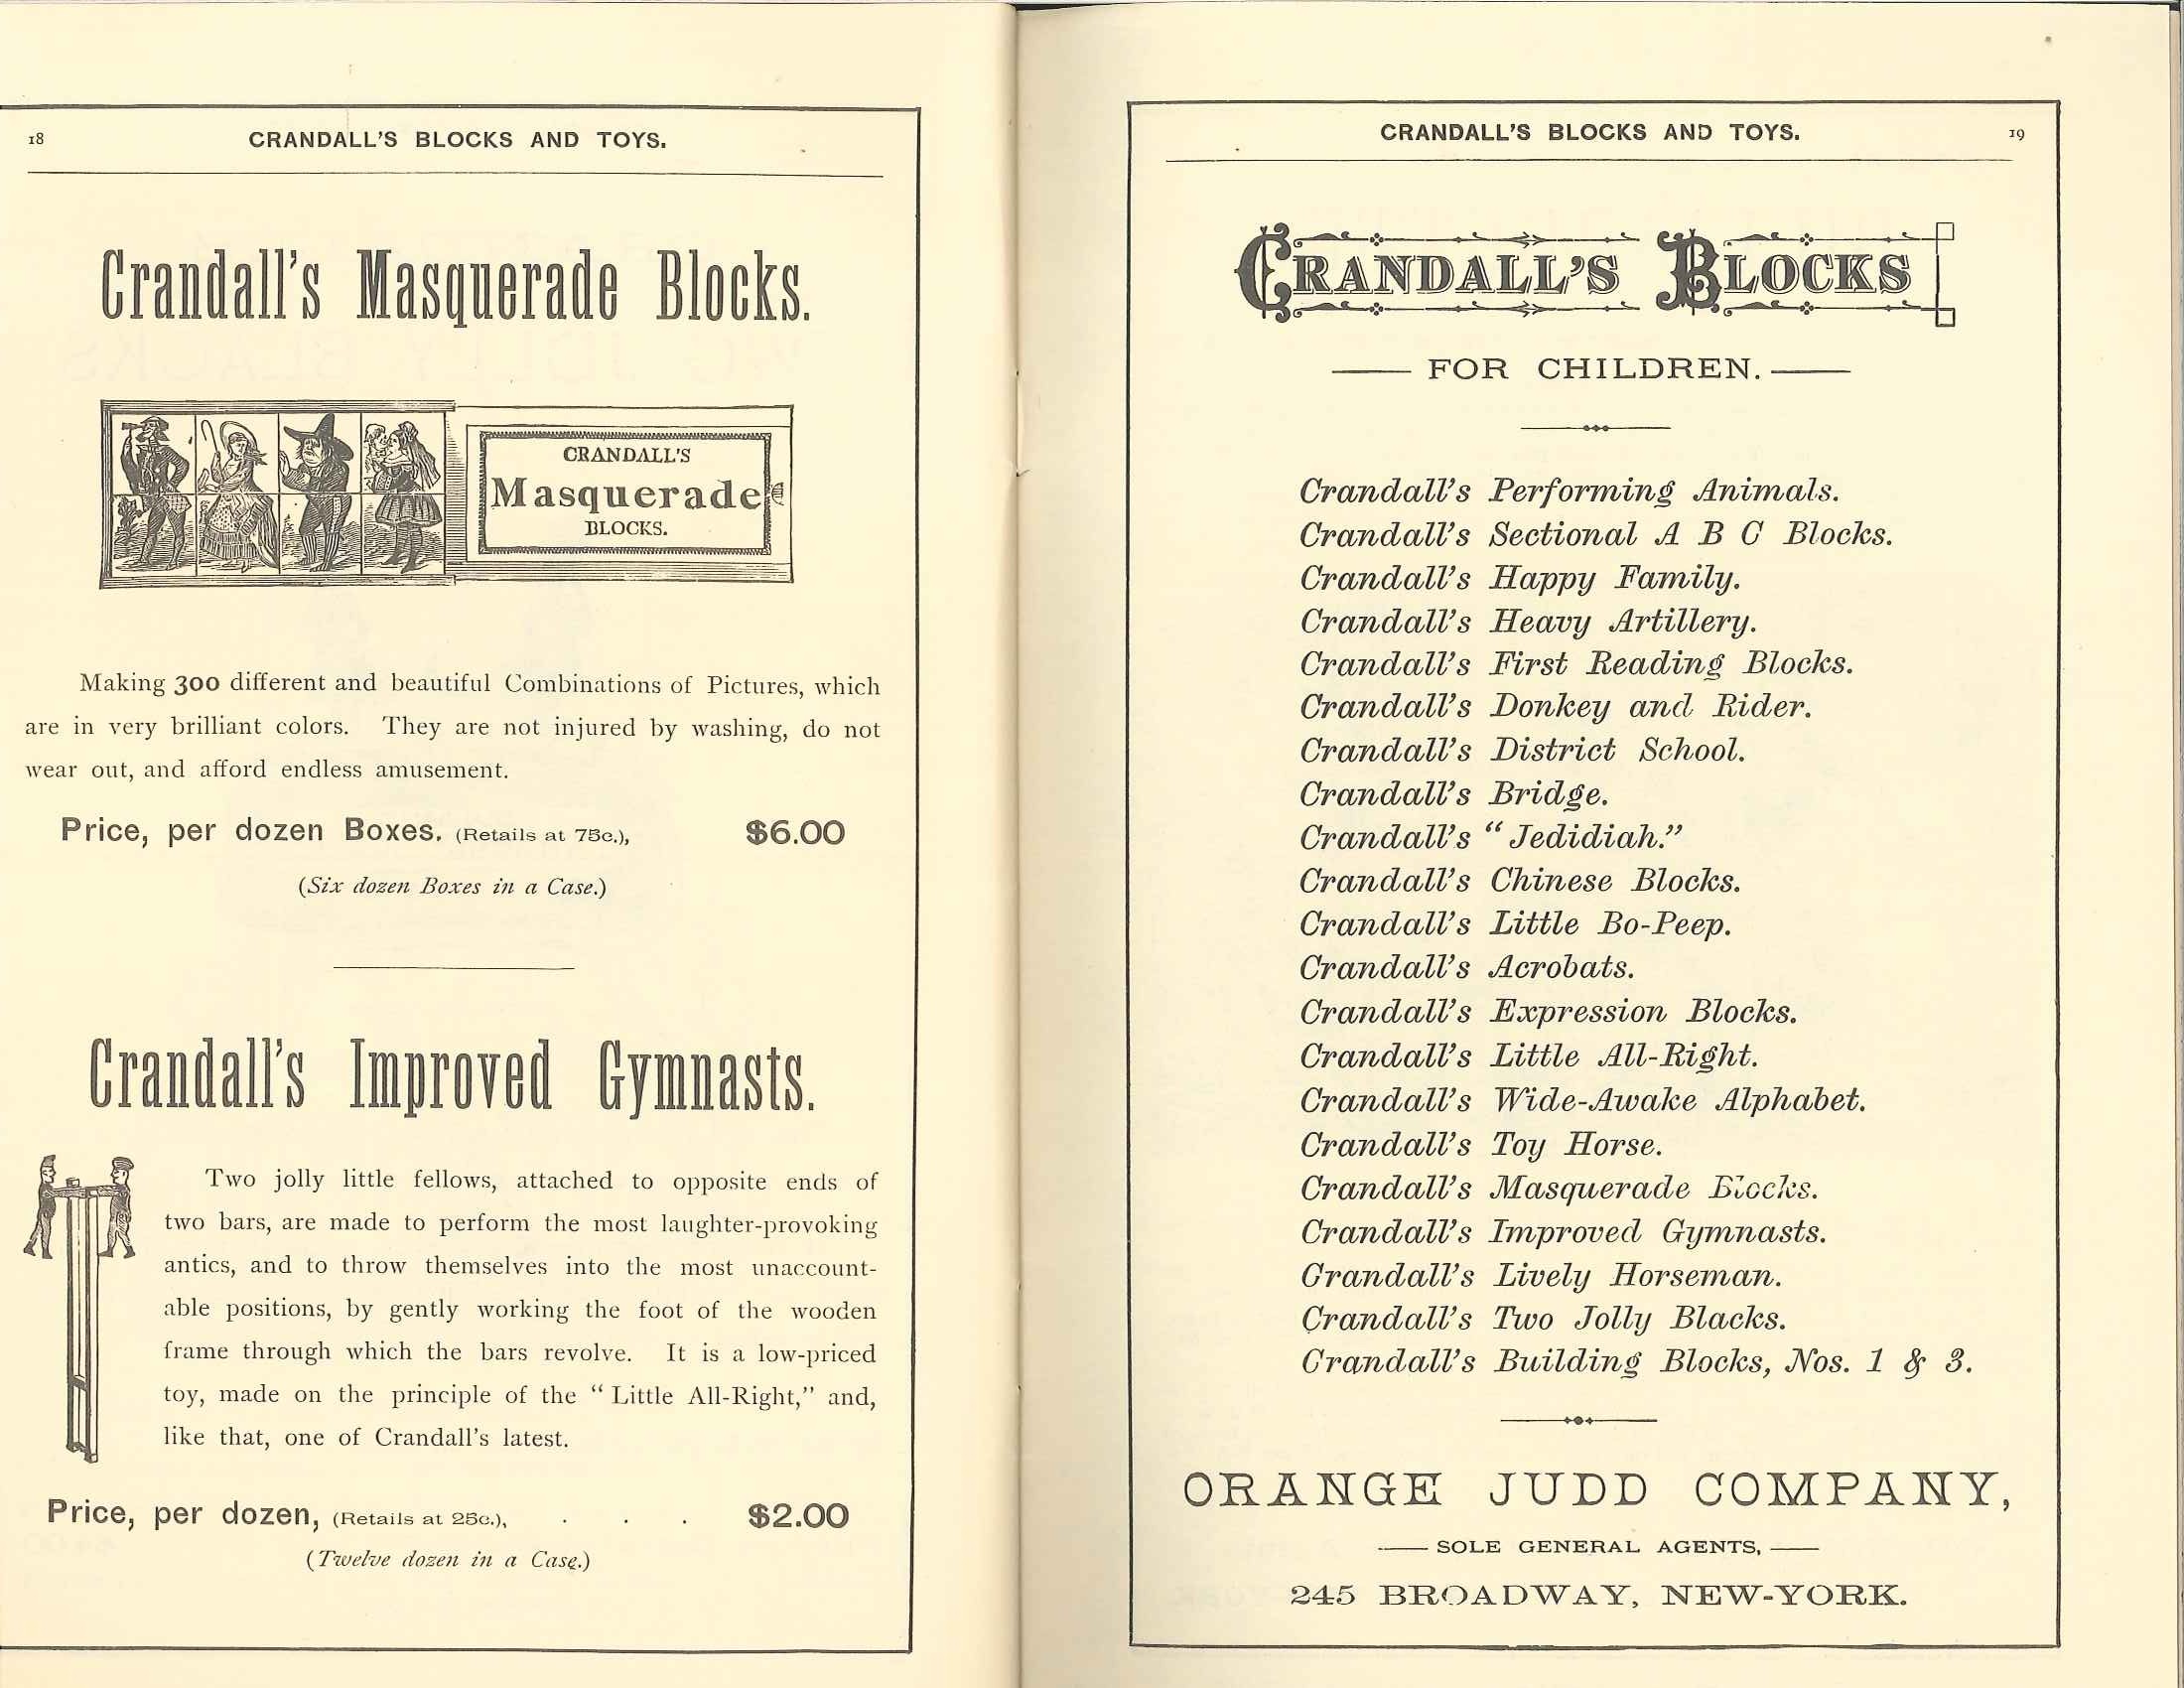 18
CRANDALL'S BLOCKS AND TOYS.
Crandall's Masquerade Blocks.
CRANDALL'S
Masquerade
BLOCKS.
Making 300 different and beautiful Combinations of Pictures, which
are in very brilliant colors. They are not injured by washing, do not
wear out, and afford endless amusement.
Price, per dozen Boxes. (Retails at 75c.), $6.00
(Six dozen Boxes in a Case.)
Crandall's Improved Gymnasts.
Two jolly little fellows, attached to opposite ends of
two bars, are made to perform the most laughter-provoking
antics, and to throw themselves into the most unaccount-
able positions, by gently working the foot of the wooden
frame through which the bars revolve. It is a low-priced
toy, made on the principle of the "Little All-Right," and,
like that, one of Crandall's latest.
Price, per dozen, (Retails at 25c.), . . . $2.00
(Twelve dozen in a Case.)
CRANDALL'S BLOCKS AND TOYS.
19
CRANDALL'S BLOCKS
FOR CHILDREN.
Crandall's Performing Animals.
Crandall's Sectional A B C Blocks.
Crandall's Happy Family.
Crandall's Heavy Artillery.
Crandall's First Reading Blocks.
Crandall's Donkey and Rider.
Crandall's District School.
Crandall's Bridge.
Crandall's "Jedidiah."
Crandall's Chinese Blocks.
Crandall's Little Bo-Peep.
Crandall's Acrobats.
Crandall's Expression Blocks.
Crandall's Little All-Right.
Crandall's Wide-Awake Alphabet.
Crandall's Toy Horse.
Crandall's Masquerade Blocks.
Crandall's Improved Gymnasts.
Crandall's Lively Horseman.
Crandall's Two Jolly Blacks.
Crandall's Building Blocks, Nos. 1 & 3.
ORANGE JUDD COMPANY,
SOLE GENERAL AGENTS,
245 BROADWAY, NEW-YORK.